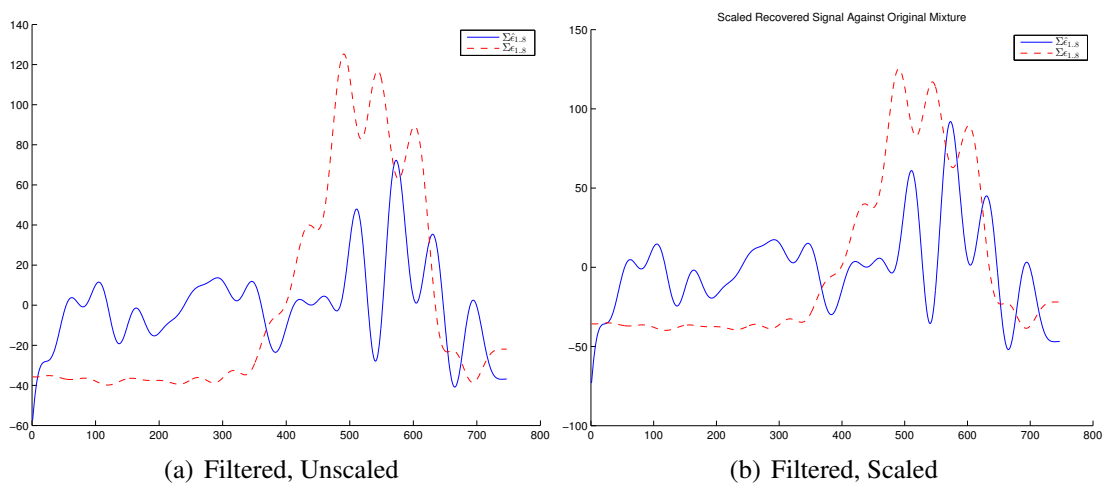 140
120
100
80
60
40
20
0
−20
−40
−60
0 100 200 300 400 500 600 700 800
Σε̂₁..₈
Σε₁..₈
(a) Filtered, Unscaled
Scaled Recovered Signal Against Original Mixture
150
100
50
0
−50
−100
0 100 200 300 400 500 600 700 800
Σε̂₁..₈
Σε₁..₈
(b) Filtered, Scaled